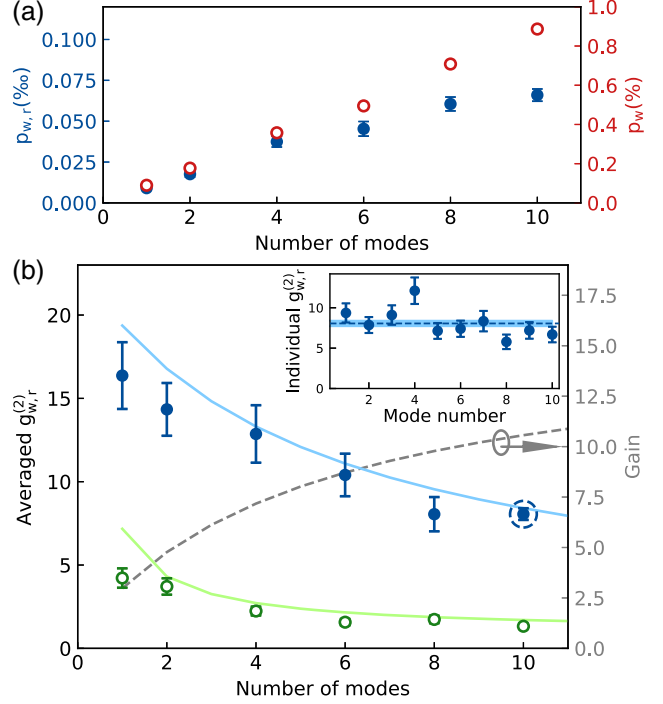 (a)
0.100
0.075
0.050
0.025
0.000
p_w,r(‰)
1.0
0.8
0.6
0.4
0.2
0.0
p_w(%)
0 2 4 6 8 10
Number of modes
(b)
20
15
10
5
0
Averaged g_w,r^(2)
10
5
0
Individual g_w,r^(2)
2 4 6 8 10
Mode number
17.5
15.0
12.5
10.0
7.5
5.0
2.5
0.0
Gain
0 2 4 6 8 10
Number of modes